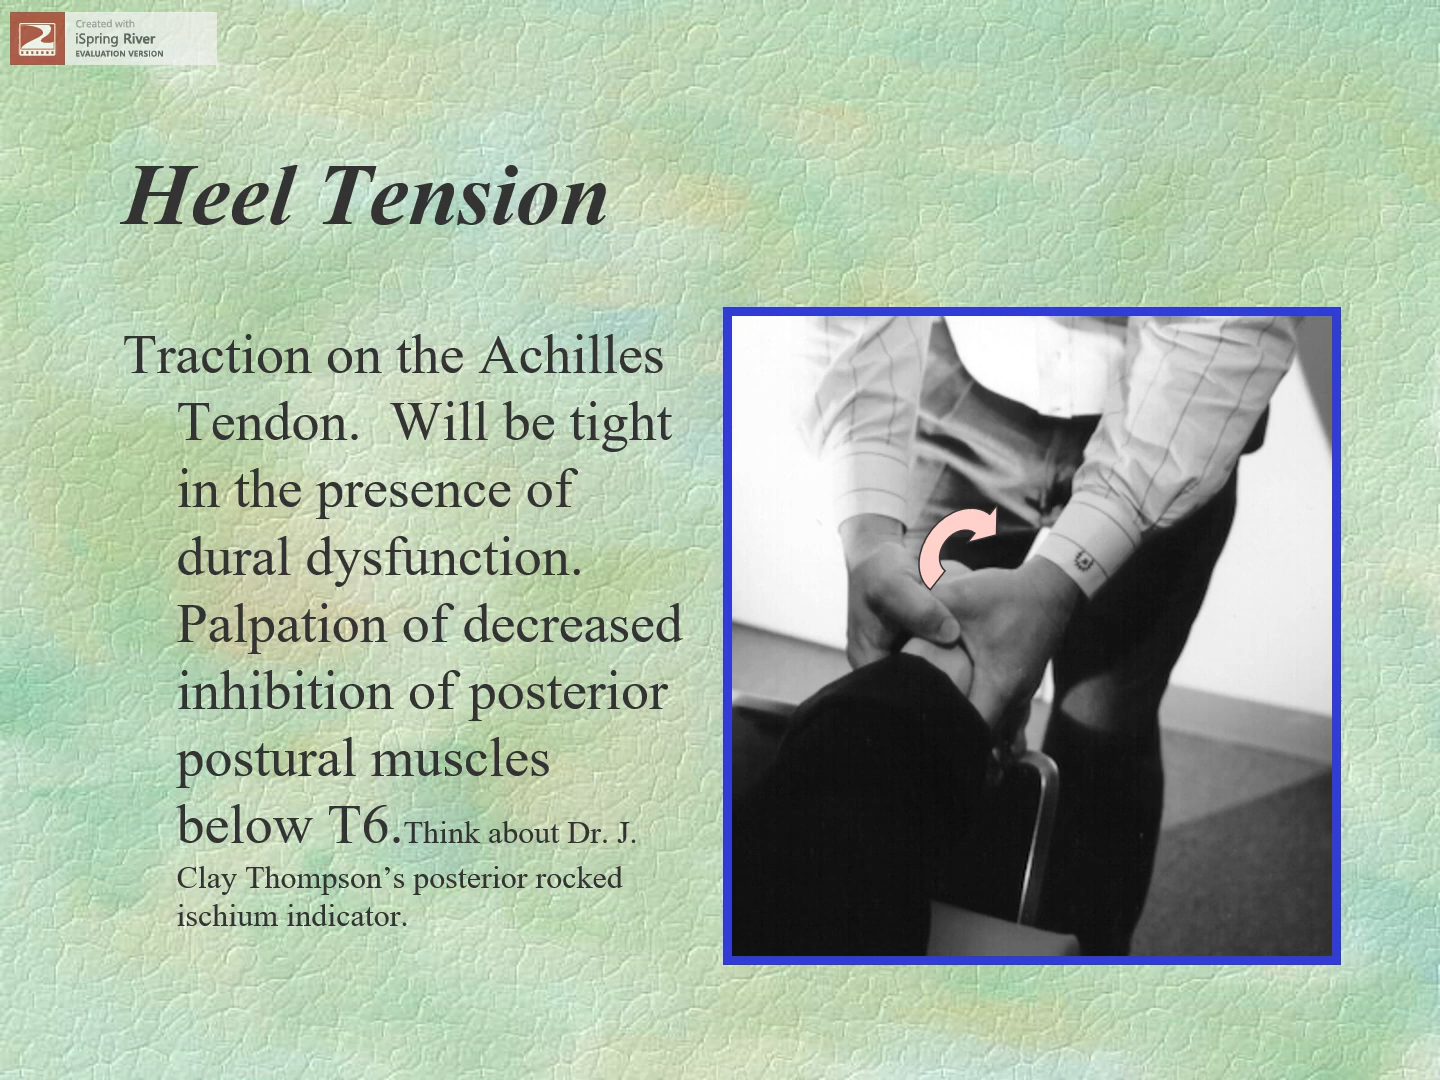 Created with
iSpring River
EVALUATION VERSION
Heel Tension
Traction on the Achilles
Tendon.  Will be tight
in the presence of
dural dysfunction.
Palpation of decreased
inhibition of posterior
postural muscles
below T6.Think about Dr. J.
Clay Thompson’s posterior rocked
ischium indicator.